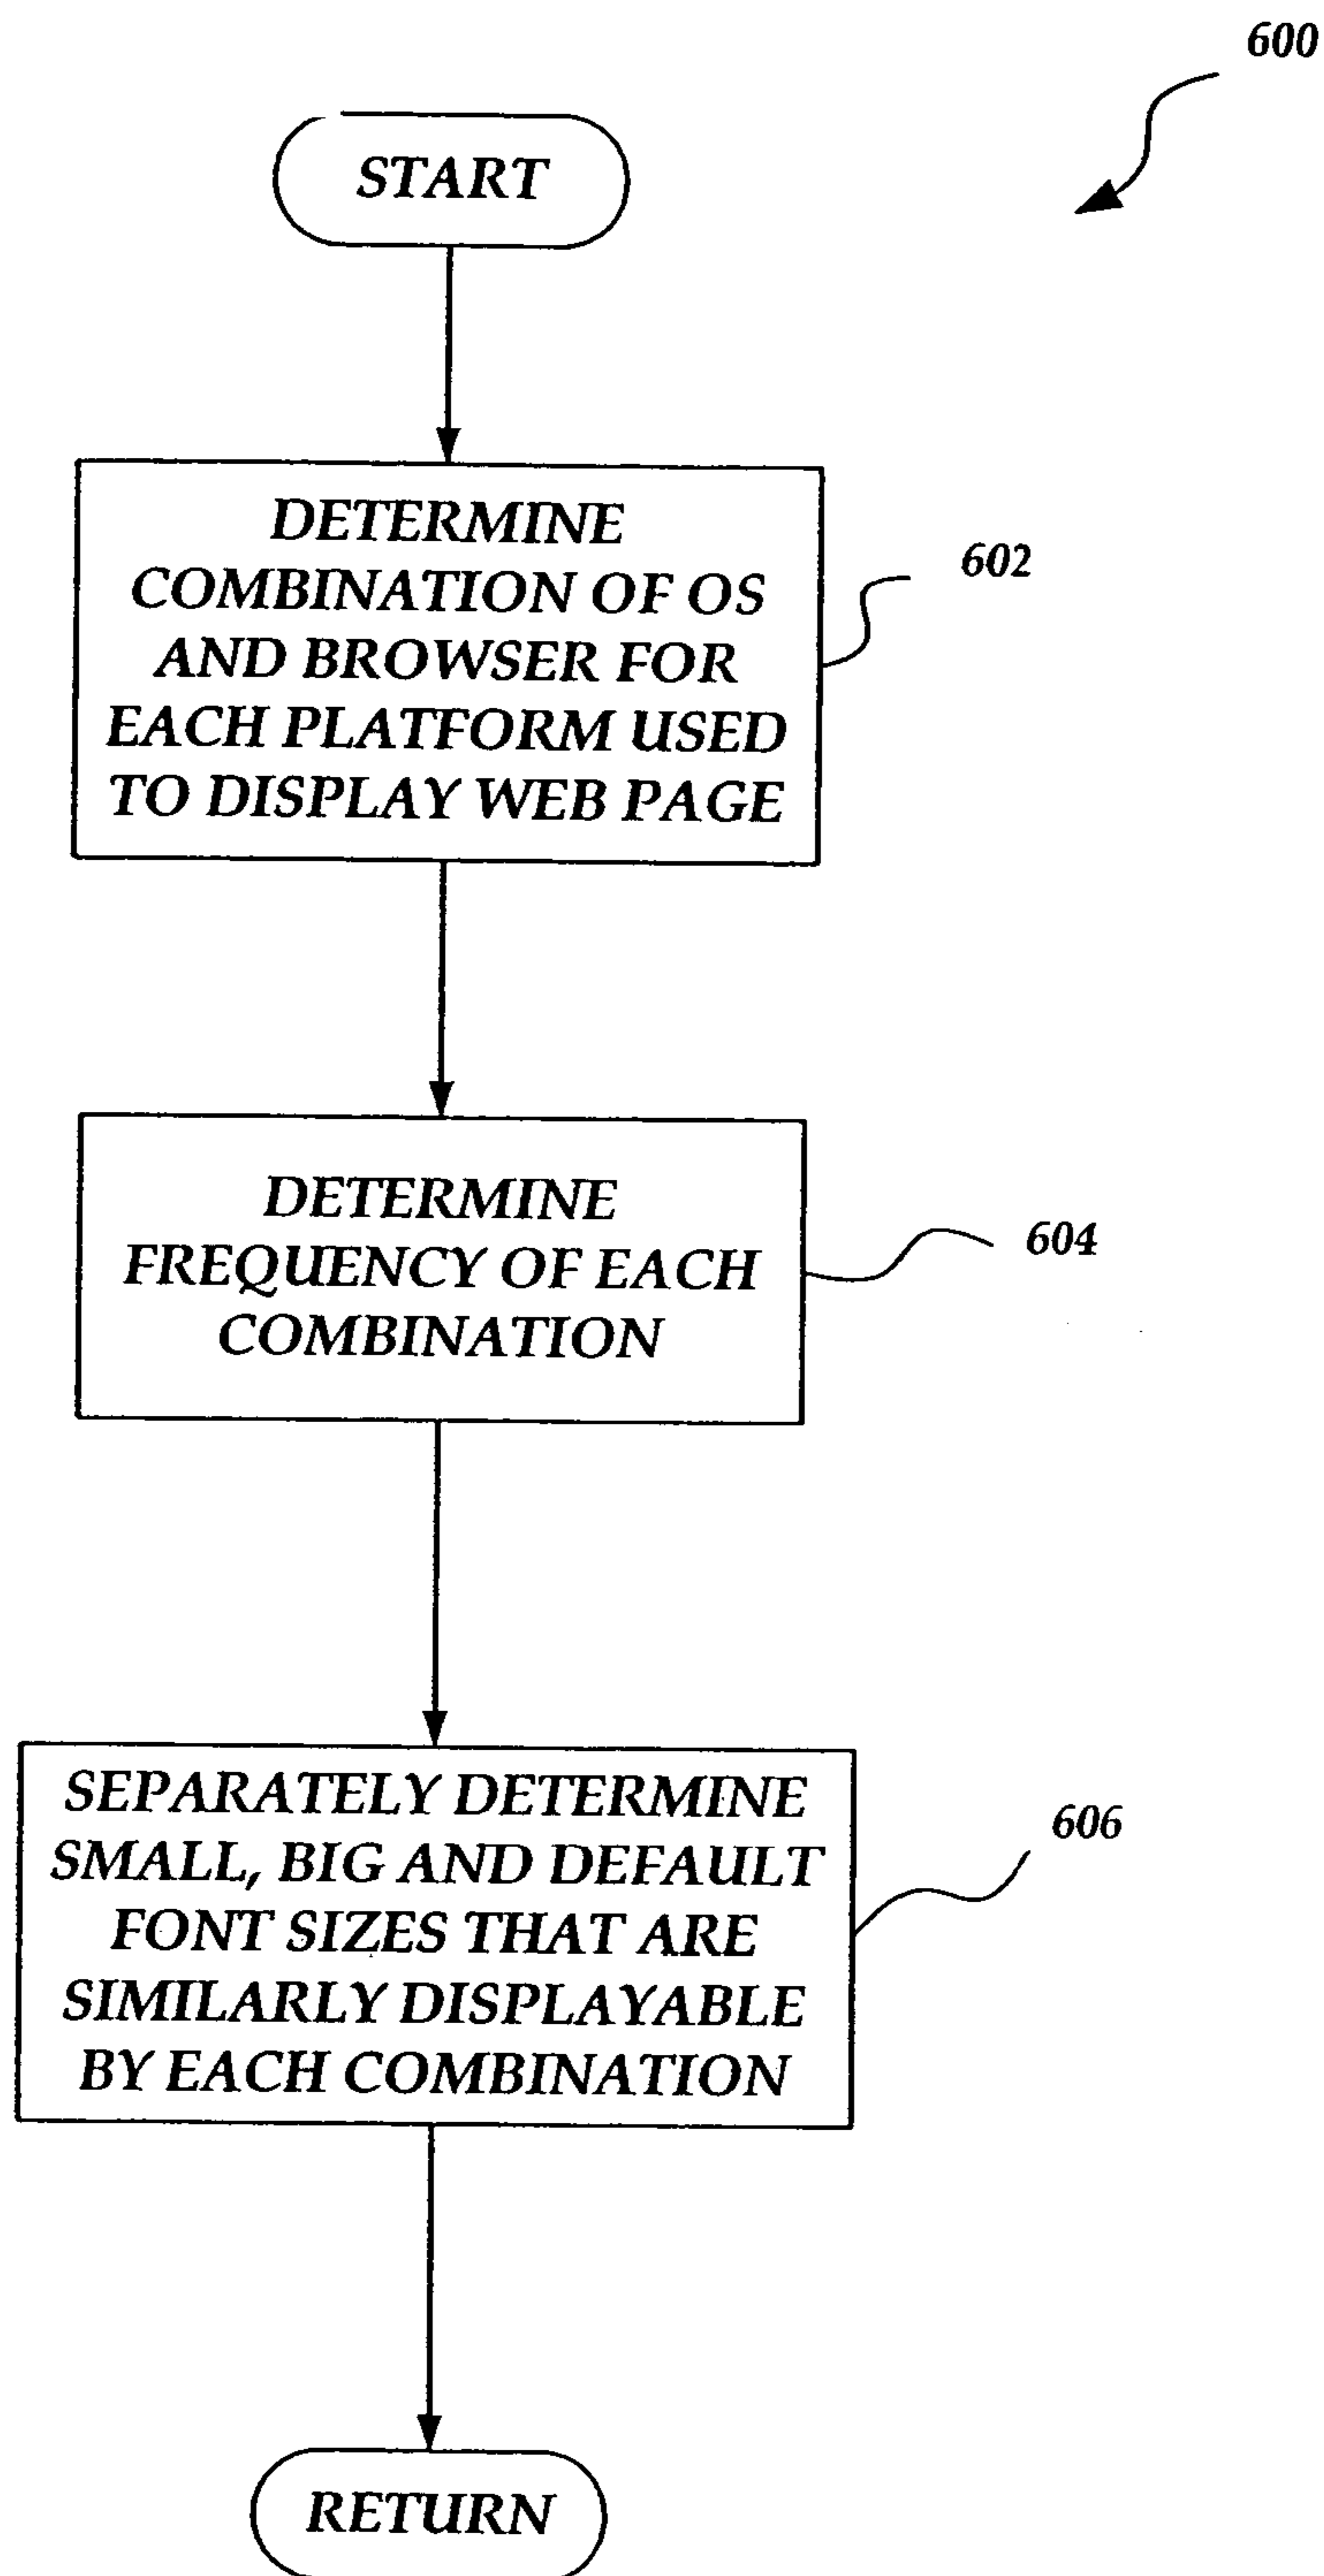 600
START
DETERMINE
COMBINATION OF OS
AND BROWSER FOR
EACH PLATFORM USED
TO DISPLAY WEB PAGE
602
DETERMINE
FREQUENCY OF EACH
COMBINATION
604
SEPARATELY DETERMINE
SMALL, BIG AND DEFAULT
FONT SIZES THAT ARE
SIMILARLY DISPLAYABLE
BY EACH COMBINATION
606
RETURN